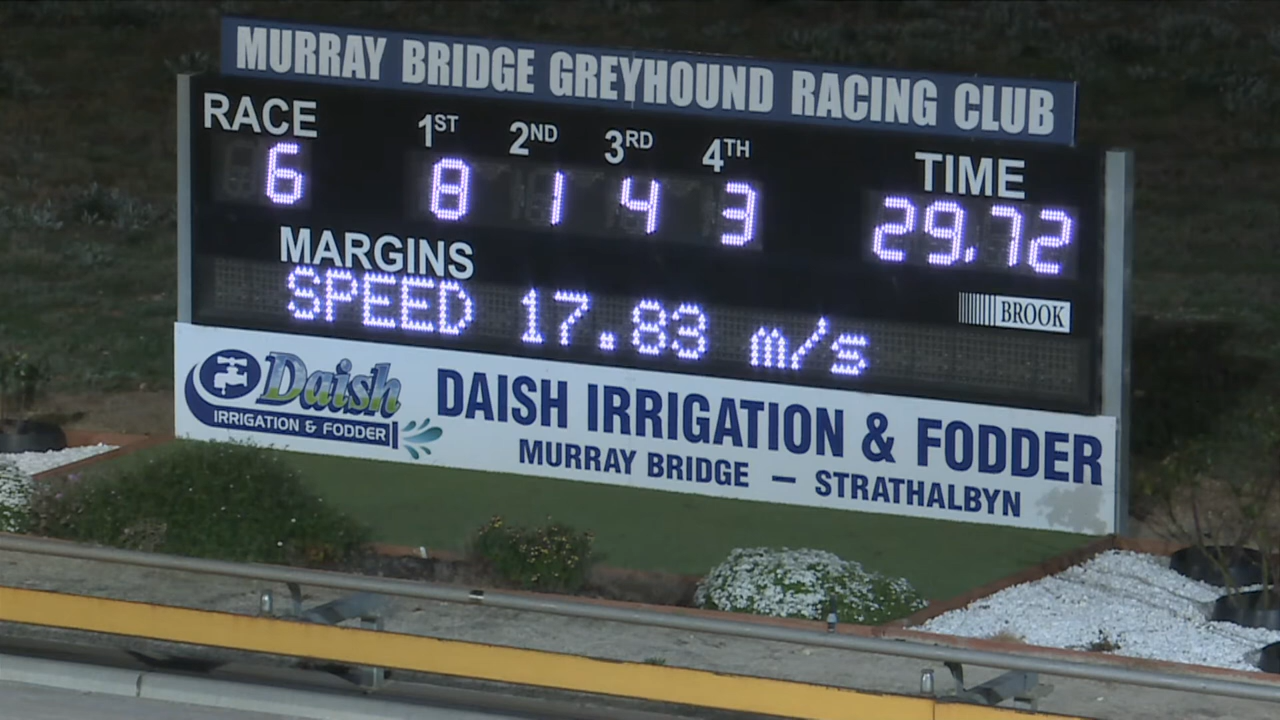 MURRAY BRIDGE GREYHOUND RACING CLUB
RACE 1ST 2ND 3RD 4TH TIME
6 8 1 4 3 29.72
MARGINS
SPEED 17.83 m/s
BROOK
Daish
IRRIGATION & FODDER
DAISH IRRIGATION & FODDER
MURRAY BRIDGE — STRATHALBYN